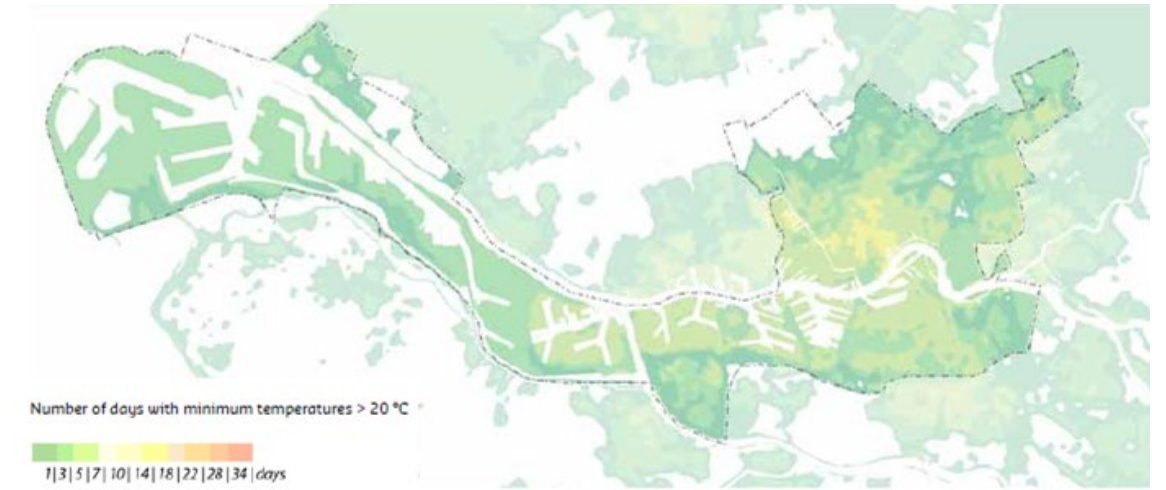 Number of days with minimum temperatures > 20 °C
1|3|5|7|10|14|18|22|28|34|days